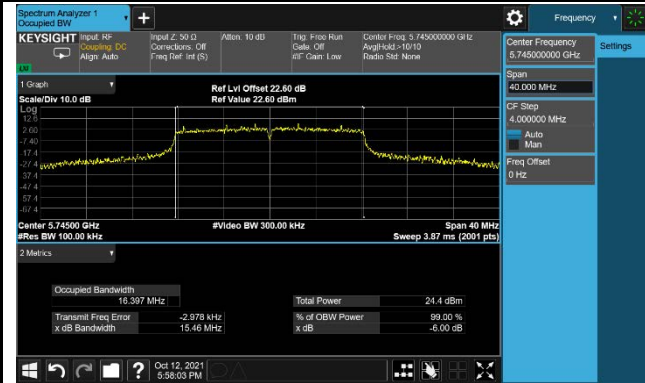 Spectrum Analyzer 1
Occupied BW
+
Frequency
KEYSIGHT
Input: RF
Coupling: DC
Align: Auto
Input Z: 50 Ω
Corrections: Off
Freq Ref: Int (S)
Atten: 10 dB
Trig: Free Run
Gate: Off
#IF Gain: Low
Center Freq: 5.745000000 GHz
Avg|Hold:>10/10
Radio Std: None
Center Frequency
5.745000000 GHz
Settings
Span
40.000 MHz
CF Step
4.000000 MHz
Auto
Man
Freq Offset
0 Hz
1 Graph
Scale/Div 10.0 dB
Ref Lvl Offset 22.60 dB
Ref Value 22.60 dBm
Log
12.6
2.60
-7.40
-17.4
-27.4
-37.4
-47.4
-57.4
-67.4
Center 5.74500 GHz
#Res BW 100.00 kHz
#Video BW 300.00 kHz
Span 40 MHz
Sweep 3.87 ms (2001 pts)
2 Metrics
Occupied Bandwidth
16.397 MHz
Total Power
24.4 dBm
Transmit Freq Error
-2.978 kHz
% of OBW Power
99.00 %
x dB Bandwidth
15.46 MHz
x dB
-6.00 dB
?
Oct 12, 2021
5:58:03 PM